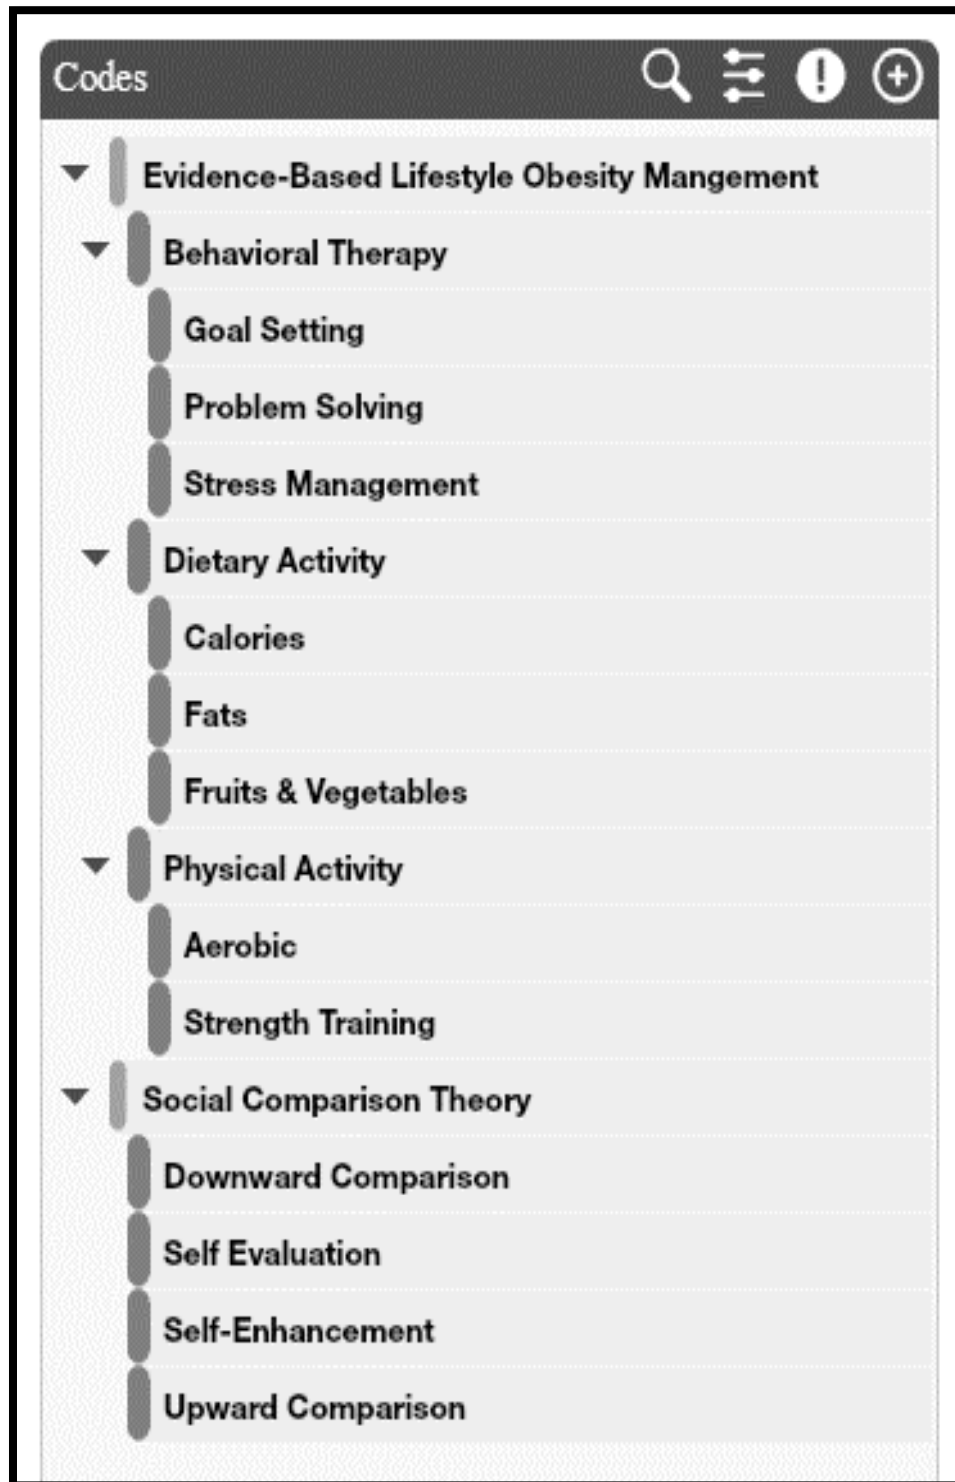 Codes
Evidence-Based Lifestyle Obesity Mangement
Behavioral Therapy
Goal Setting
Problem Solving
Stress Management
Dietary Activity
Calories
Fats
Fruits & Vegetables
Physical Activity
Aerobic
Strength Training
Social Comparison Theory
Downward Comparison
Self Evaluation
Self-Enhancement
Upward Comparison